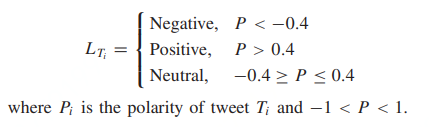 Negative, P < −0.4
L_{T_i} = { Positive, P > 0.4
Neutral, −0.4 ≥ P ≤ 0.4
where P_i is the polarity of tweet T_i and −1 < P < 1.